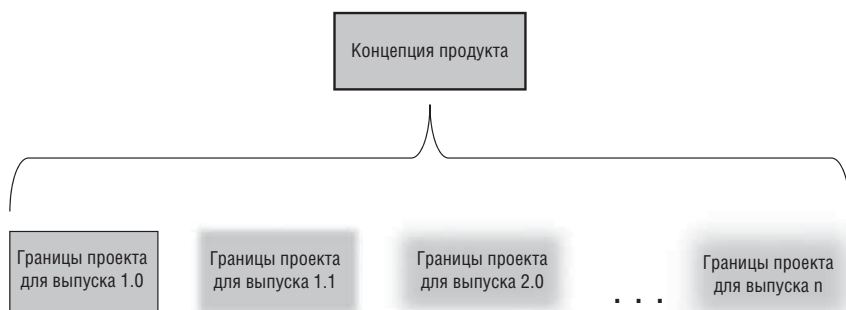 Концепция продукта
Границы проекта
для выпуска 1.0
Границы проекта
для выпуска 1.1
Границы проекта
для выпуска 2.0
. . .
Границы проекта
для выпуска n